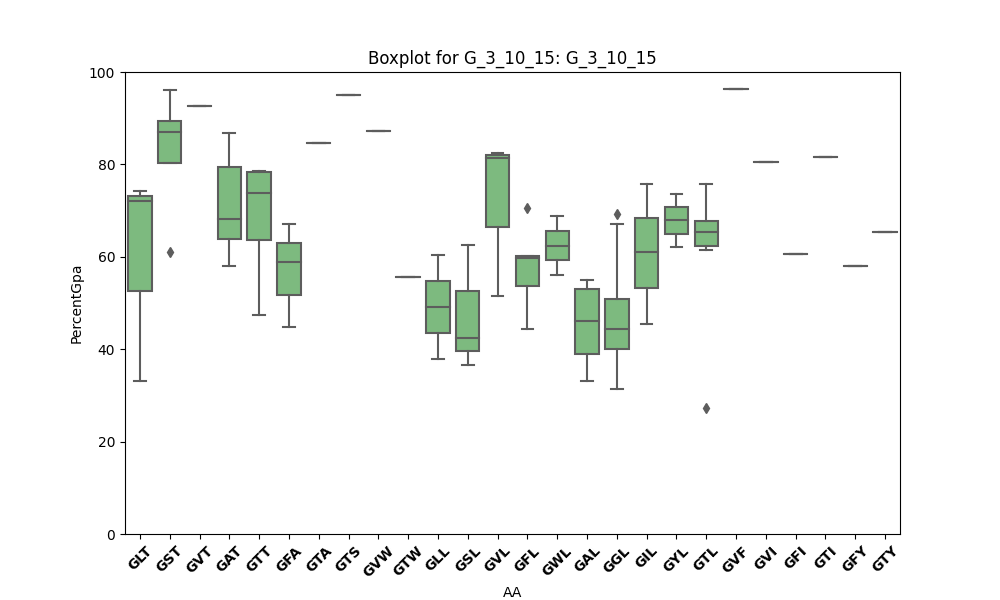 Boxplot for G_3_10_15: G_3_10_15
PercentGpa
100
80
60
40
20
0
GLT GST GVT GAT GTT GFA GTA GTS GVW GTW GLL GSL GVL GFL GWL GAL GGL GIL GYL GTL GVF GVI GFI GTI GFY GTY
AA